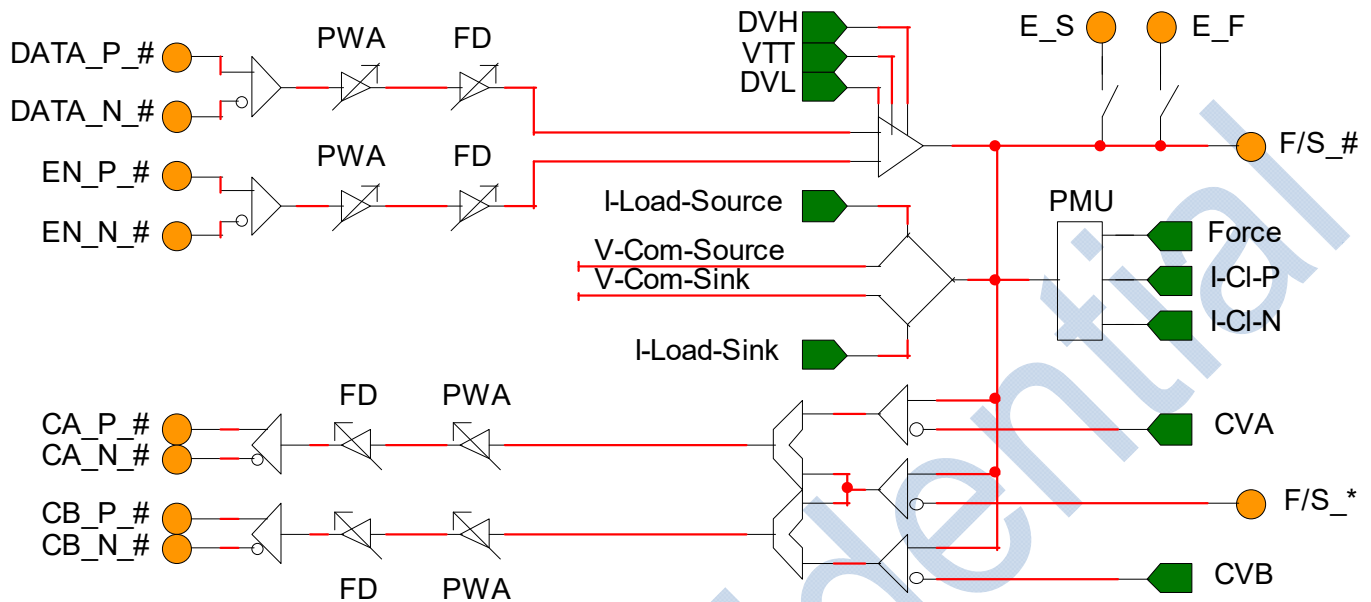 DATA_P_#
DATA_N_#
EN_P_#
EN_N_#
PWA
FD
PWA
FD
DVH
VTT
DVL
E_S
E_F
F/S_#
I-Load-Source
V-Com-Source
V-Com-Sink
I-Load-Sink
PMU
Force
I-Cl-P
I-Cl-N
CA_P_#
CA_N_#
FD
PWA
CVA
CB_P_#
CB_N_#
F/S_*
FD
PWA
CVB
dential